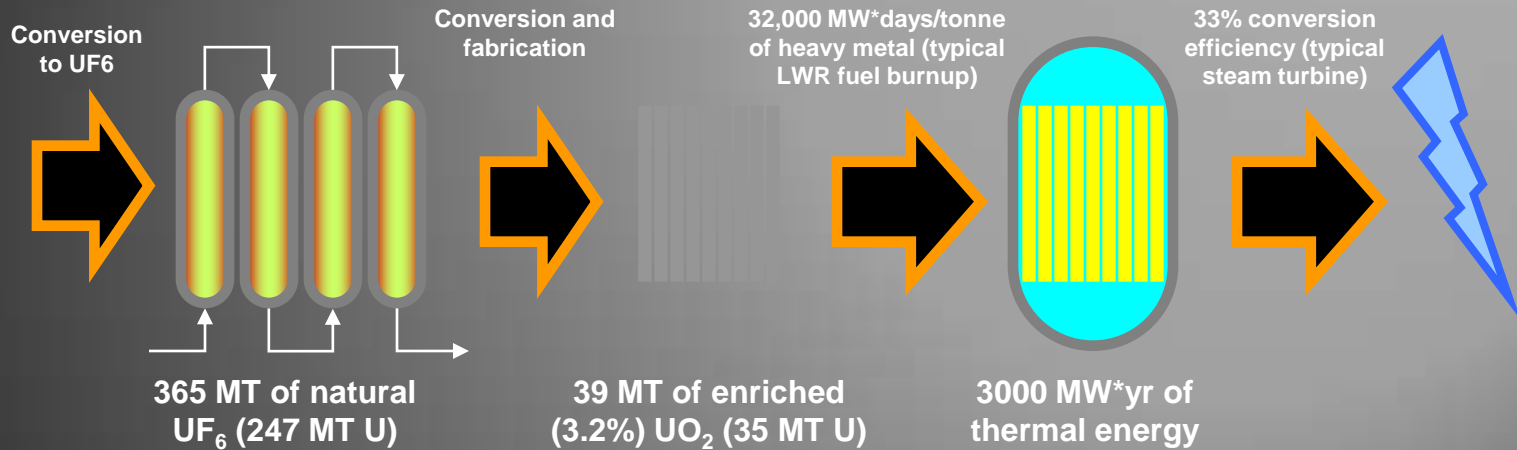 Conversion
to UF6
Conversion and
fabrication
32,000 MW*days/tonne
of heavy metal (typical
LWR fuel burnup)
33% conversion
efficiency (typical
steam turbine)
365 MT of natural
UF₆ (247 MT U)
39 MT of enriched
(3.2%) UO₂ (35 MT U)
3000 MW*yr of
thermal energy